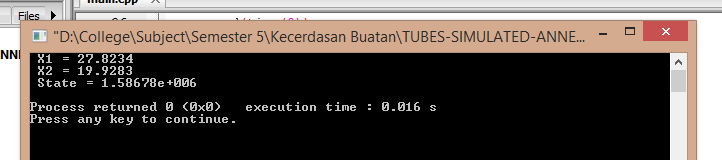 main.cpp
Files
"D:\College\Subject\Semester 5\Kecerdasan Buatan\TUBES-SIMULATED-ANNE...
X1 = 27.8234
X2 = 19.9283
State = 1.58678e+006
Process returned 0 (0x0)   execution time : 0.016 s
Press any key to continue.